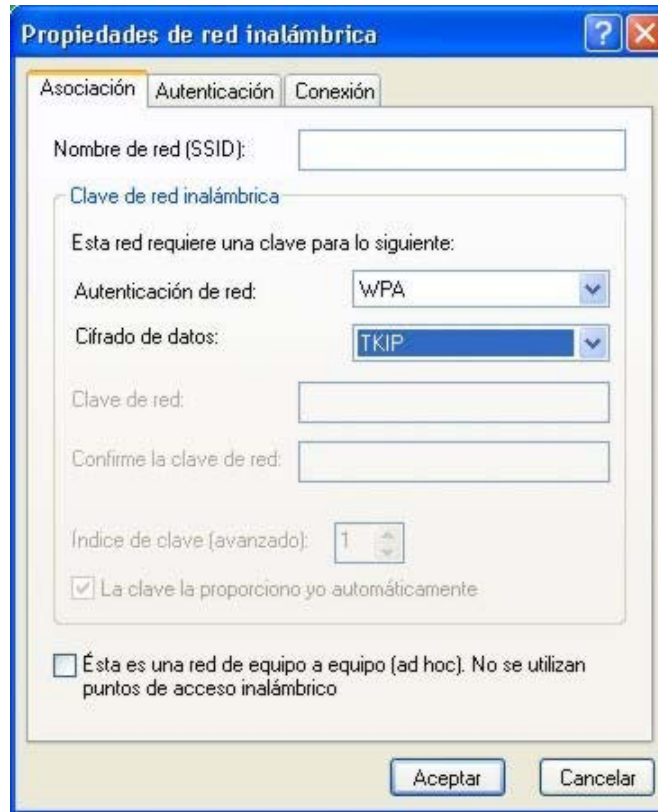 Propiedades de red inalámbrica
Asociación Autenticación Conexión
Nombre de red (SSID):
Clave de red inalámbrica
Esta red requiere una clave para lo siguiente:
Autenticación de red: WPA
Cifrado de datos: TKIP
Clave de red:
Confirme la clave de red:
Índice de clave (avanzado): 1
La clave la proporciono yo automáticamente
Ésta es una red de equipo a equipo (ad hoc). No se utilizan
puntos de acceso inalámbrico
Aceptar Cancelar